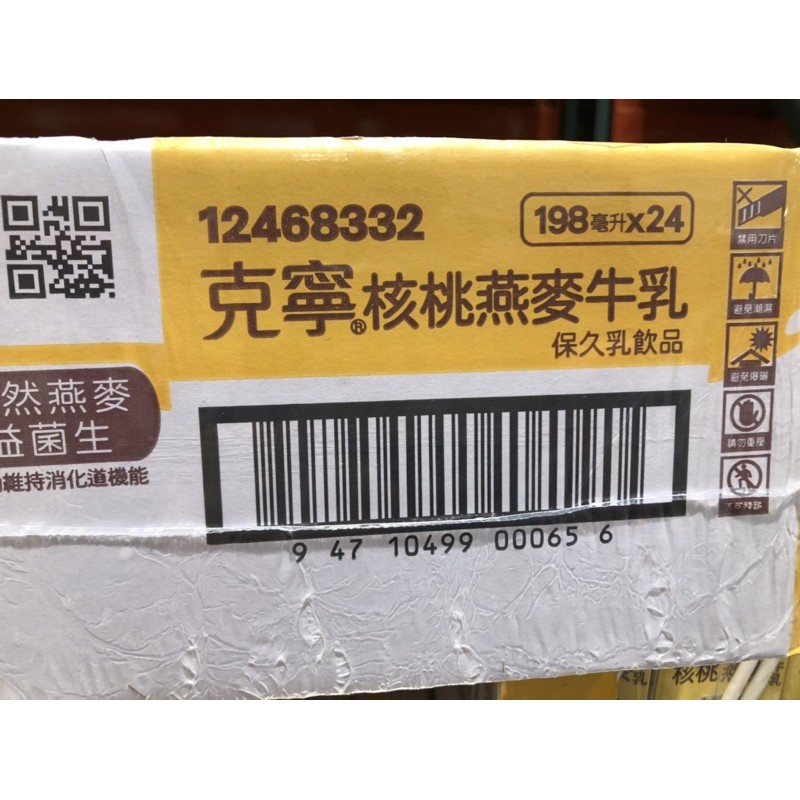 12468332
198毫升x24
克寧®核桃燕麥牛乳
保久乳飲品
然燕麥
益菌生
維持消化道機能
禁用刀片
避免潮濕
避免曝曬
請勿重壓
9 47 10499 00065 6
核桃